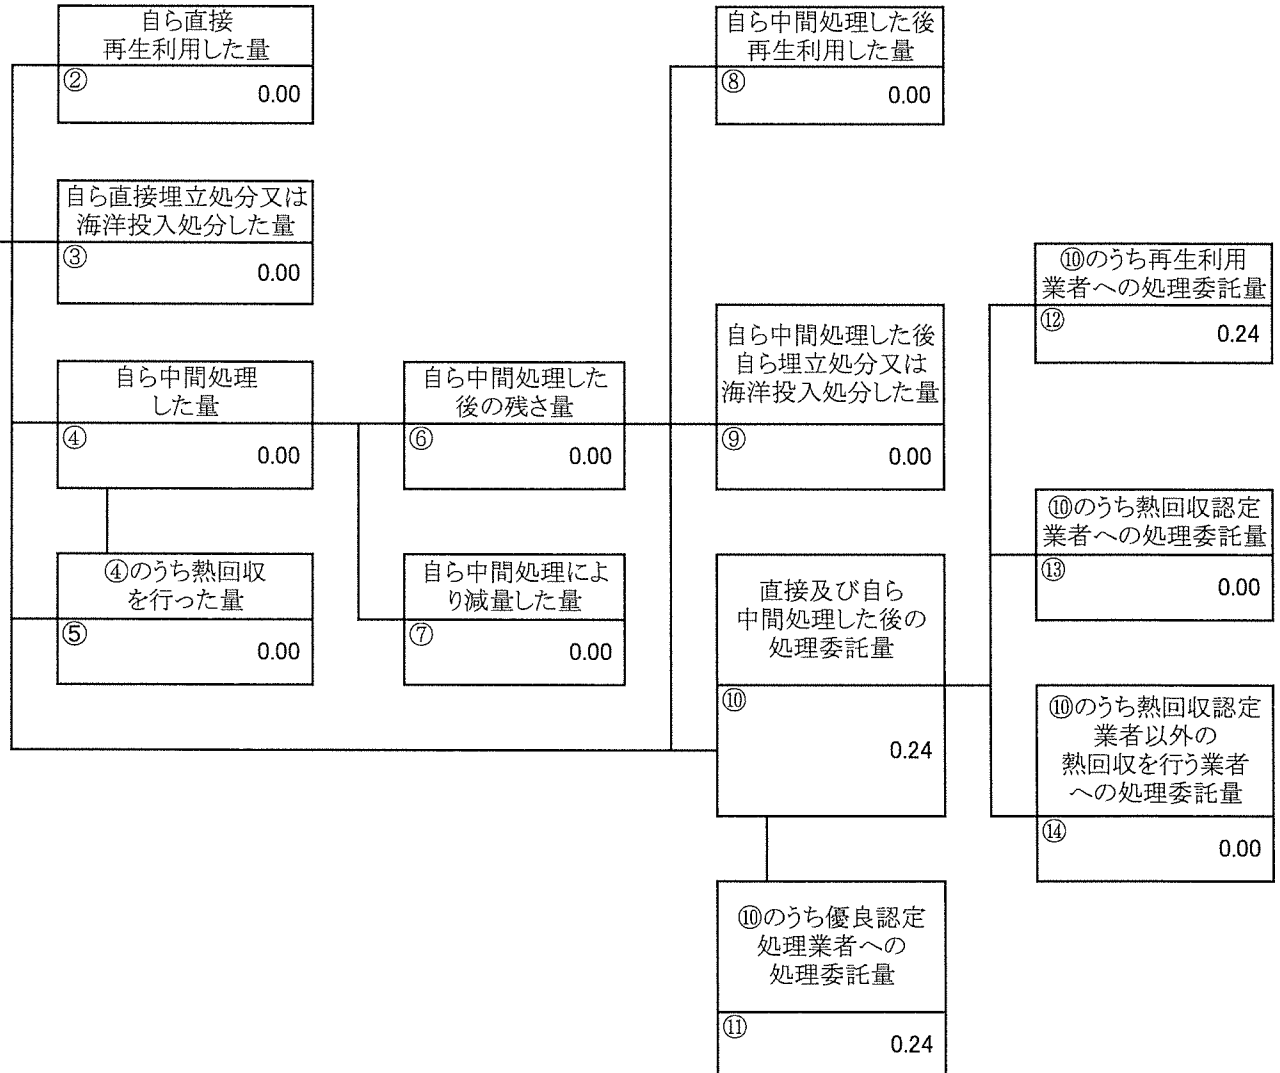 自ら直接
再生利用した量
②
0.00
自ら直接埋立処分又は
海洋投入処分した量
③
0.00
自ら中間処理
した量
④
0.00
④のうち熱回収
を行った量
⑤
0.00
自ら中間処理した
後の残さ量
⑥
0.00
自ら中間処理によ
り減量した量
⑦
0.00
自ら中間処理した後
再生利用した量
⑧
0.00
自ら中間処理した後
自ら埋立処分又は
海洋投入処分した量
⑨
0.00
直接及び自ら
中間処理した後の
処理委託量
⑩
0.24
⑩のうち優良認定
処理業者への
処理委託量
⑪
0.24
⑩のうち再生利用
業者への処理委託量
⑫
0.24
⑩のうち熱回収認定
業者への処理委託量
⑬
0.00
⑩のうち熱回収認定
業者以外の
熱回収を行う業者
への処理委託量
⑭
0.00